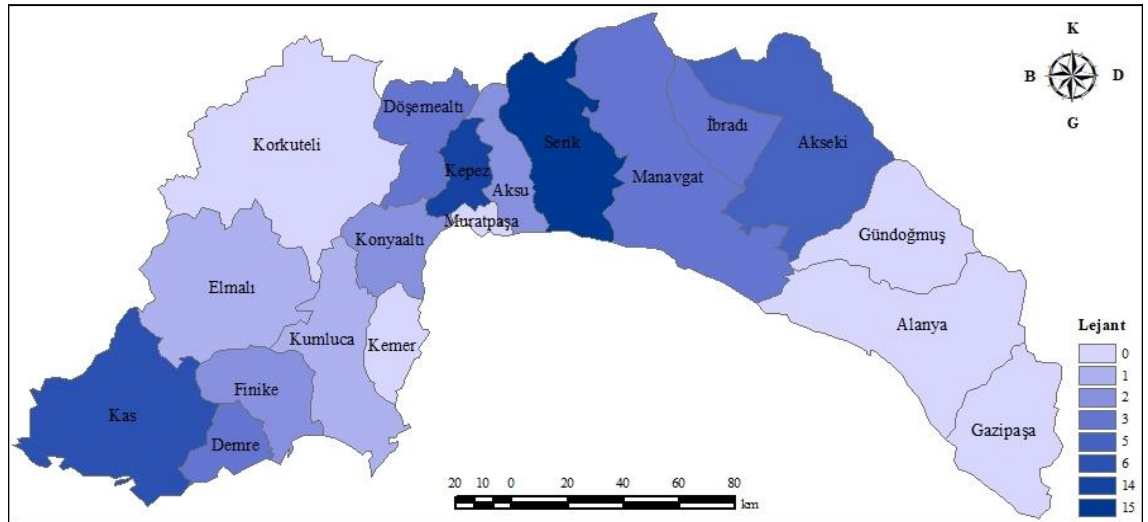 K
B D
G
Döşemealtı
Korkuteli
Kepez
Aksu
Serik
İbradı
Manavgat
Akseki
Muratpaşa
Konyaaltı
Gündoğmuş
Elmalı
Alanya
Kumluca
Kemer
Finike
Kas
Demre
Gazipaşa
Lejant
0
1
2
3
5
6
14
15
20 10 0 20 40 60 80
km